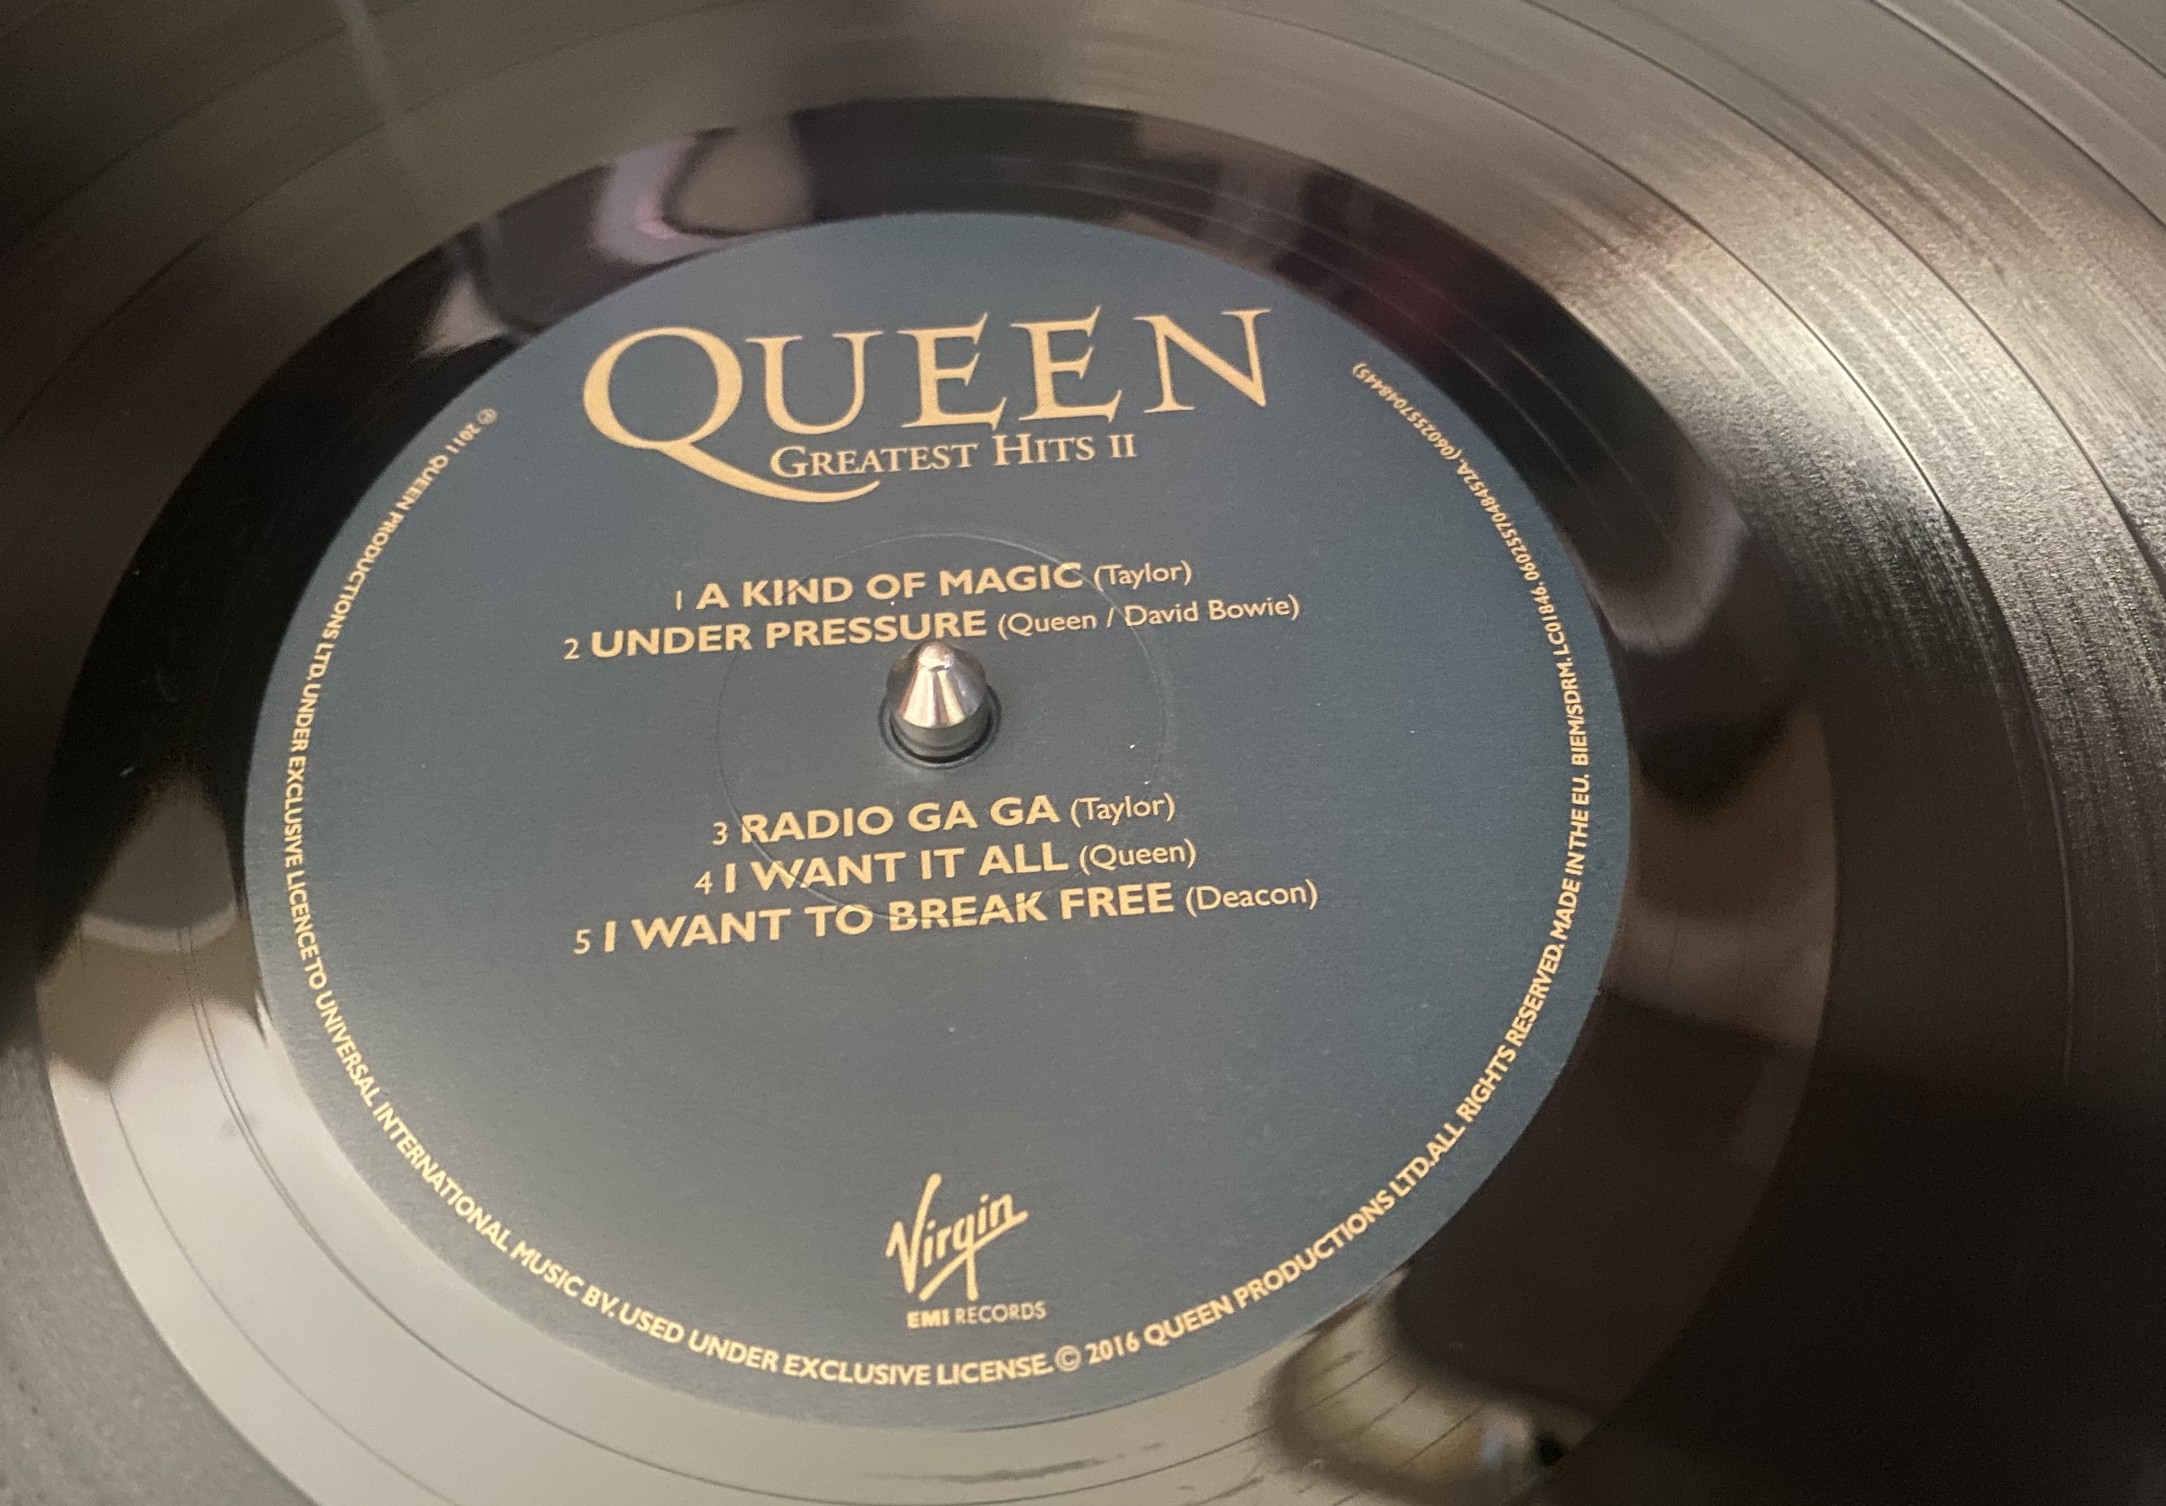 QUEEN
GREATEST HITS II
1 A KIND OF MAGIC (Taylor)
2 UNDER PRESSURE (Queen / David Bowie)
3 RADIO GA GA (Taylor)
4 I WANT IT ALL (Queen)
5 I WANT TO BREAK FREE (Deacon)
Virgin
EMI RECORDS
℗ 2011 QUEEN PRODUCTIONS LTD. UNDER EXCLUSIVE LICENCE TO UNIVERSAL INTERNATIONAL MUSIC BV. USED UNDER EXCLUSIVE LICENSE. © 2016 QUEEN PRODUCTIONS LTD. ALL RIGHTS RESERVED. MADE IN THE EU. BIEM/SDRM. LC01846. 0602557048452A. (0602557048445)